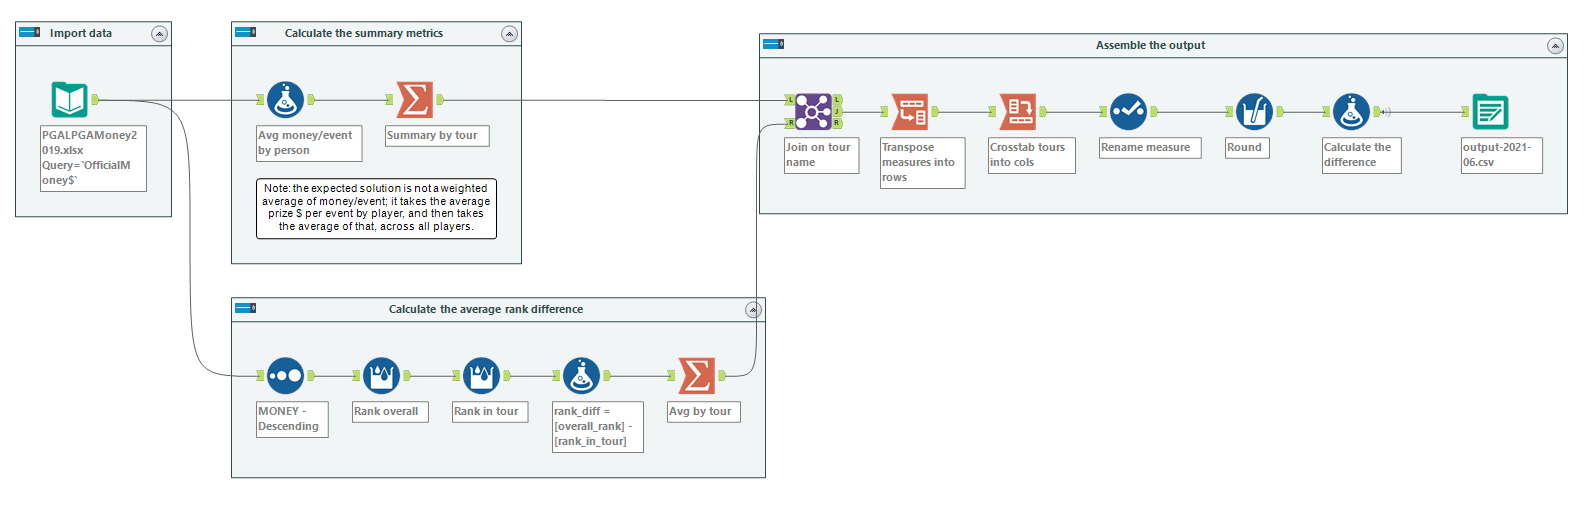 Import data
PGALPGAMoney2
019.xlsx
Query=`OfficialM
oney$`
Calculate the summary metrics
Avg money/event
by person
Summary by tour
Note: the expected solution is not a weighted
average of money/event; it takes the average
prize $ per event by player, and then takes
the average of that, across all players.
Calculate the average rank difference
MONEY -
Descending
Rank overall
Rank in tour
rank_diff =
[overall_rank] -
[rank_in_tour]
Avg by tour
Assemble the output
L
R
L
J
R
Join on tour
name
Transpose
measures into
rows
Crosstab tours
into cols
Rename measure
Round
Calculate the
difference
output-2021-
06.csv